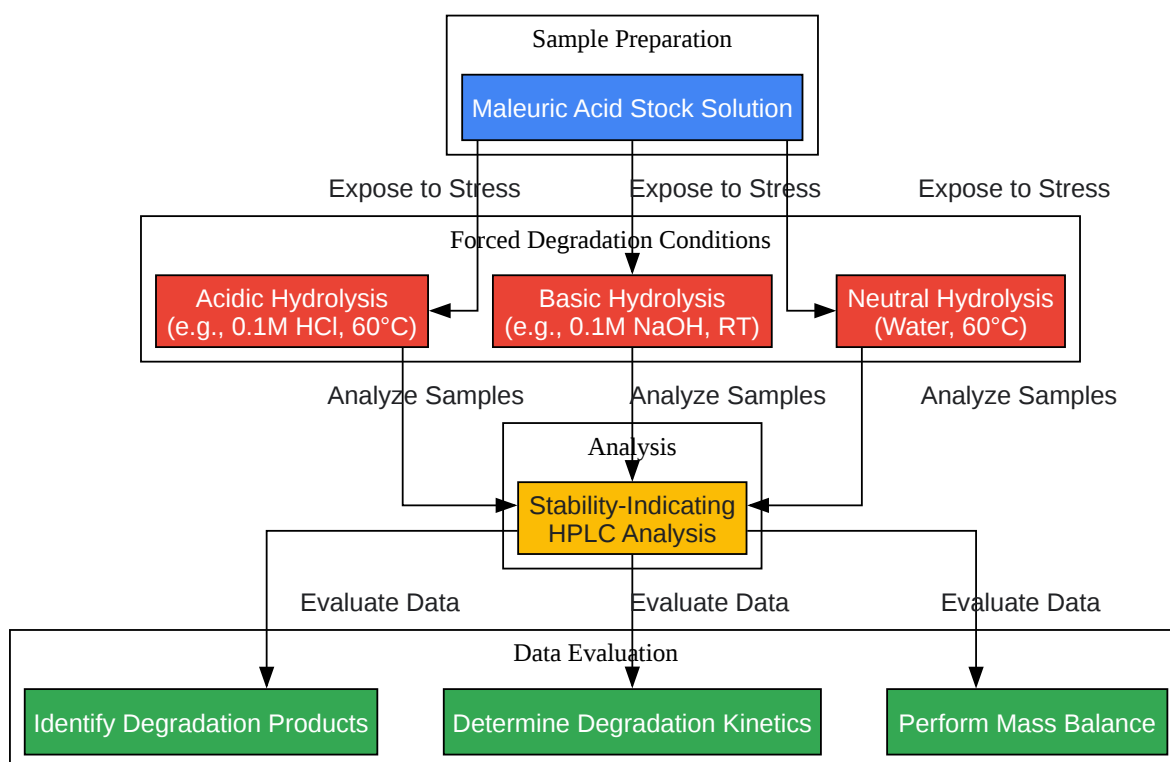 Sample Preparation
Maleuric Acid Stock Solution
Expose to Stress
Expose to Stress
Expose to Stress
Forced Degradation Conditions
Acidic Hydrolysis
(e.g., 0.1M HCl, 60°C)
Basic Hydrolysis
(e.g., 0.1M NaOH, RT)
Neutral Hydrolysis
(Water, 60°C)
Analyze Samples
Analyze Samples
Analyze Samples
Analysis
Stability-Indicating
HPLC Analysis
Evaluate Data
Evaluate Data
Evaluate Data
Data Evaluation
Identify Degradation Products
Determine Degradation Kinetics
Perform Mass Balance